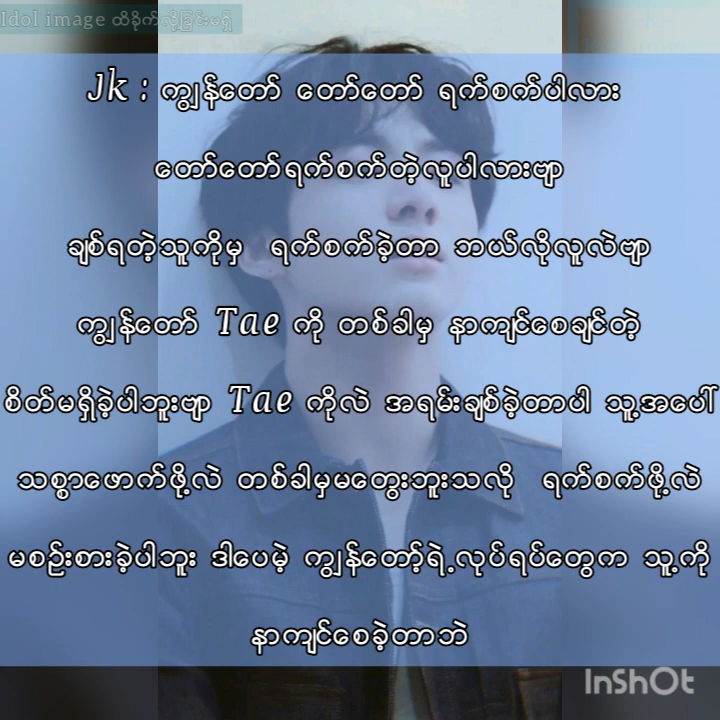 Idol image ထိခိုက်လိုခြင်းမရှိ
Jk : ကျွန်တော် တော်တော် ရက်စက်ပါလား
တော်တော်ရက်စက်တဲ့လူပါလားဗျာ
ချစ်ရတဲ့သူကိုမှ ရက်စက်ခဲ့တာ ဘယ်လိုလူလဲဗျာ
ကျွန်တော် Tae ကို တစ်ခါမှ နာကျင်စေချင်တဲ့
စိတ်မရှိခဲ့ပါဘူးဗျာ Tae ကိုလဲ အရမ်းချစ်ခဲ့တာပါ သူ့အပေါ်
သစ္စာဖောက်ဖို့လဲ တစ်ခါမှမတွေးဘူးသလို ရက်စက်ဖို့လဲ
မစဉ်းစားခဲ့ပါဘူး ဒါပေမဲ့ ကျွန်တော့်ရဲ့လုပ်ရပ်တွေက သူ့ကို
နာကျင်စေခဲ့တာဘဲ
InShOt